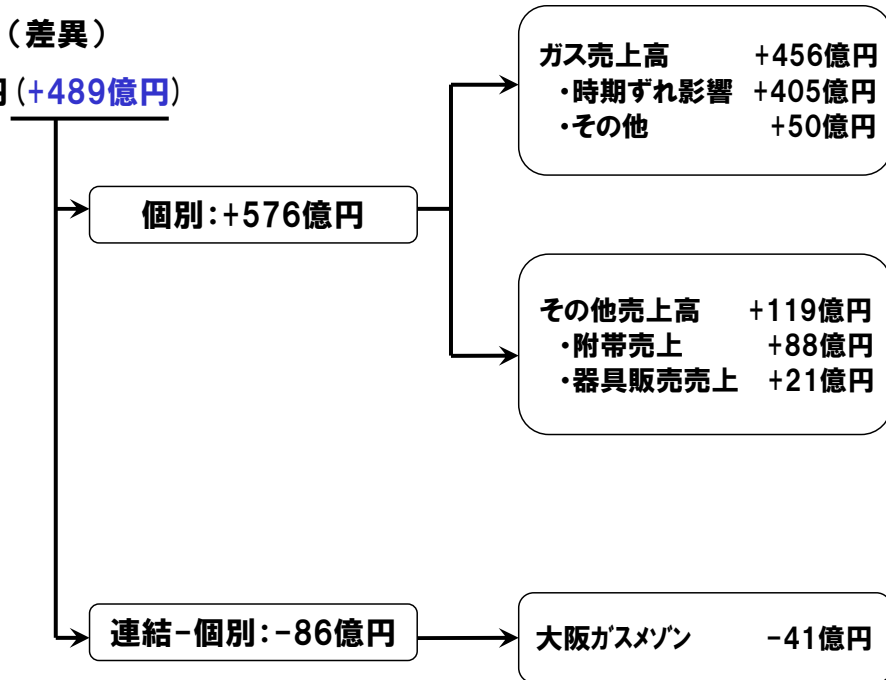 （差異）
円(+489億円)
個別：+576億円
ガス売上高 +456億円
・時期ずれ影響 +405億円
・その他 +50億円
その他売上高 +119億円
・附帯売上 +88億円
・器具販売売上 +21億円
連結-個別：-86億円
大阪ガスメゾン -41億円